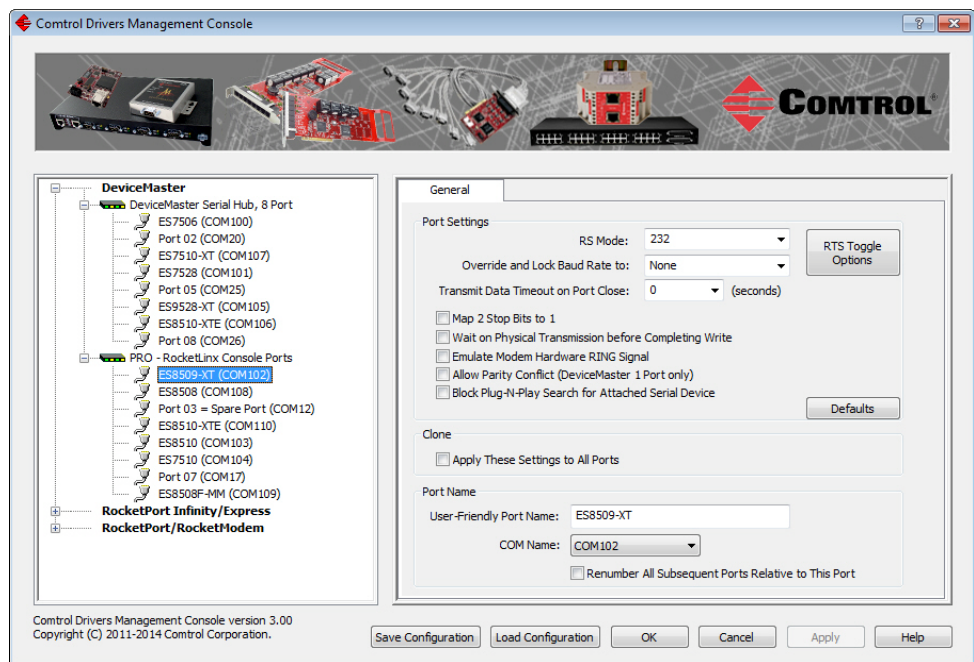 Comtrol Drivers Management Console
COMTROL
DeviceMaster
DeviceMaster Serial Hub, 8 Port
ES7506 (COM100)
Port 02 (COM20)
ES7510-XT (COM107)
ES7528 (COM101)
Port 05 (COM25)
ES9528-XT (COM105)
ES8510-XTE (COM106)
Port 08 (COM26)
PRO - RocketLinx Console Ports
ES8509-XT (COM102)
ES8508 (COM108)
Port 03 = Spare Port (COM12)
ES8510-XTE (COM110)
ES8510 (COM103)
ES7510 (COM104)
Port 07 (COM17)
ES8508F-MM (COM109)
RocketPort Infinity/Express
RocketPort/RocketModem
General
Port Settings
RS Mode: 232
RTS Toggle Options
Override and Lock Baud Rate to: None
Transmit Data Timeout on Port Close: 0 (seconds)
Map 2 Stop Bits to 1
Wait on Physical Transmission before Completing Write
Emulate Modem Hardware RING Signal
Allow Parity Conflict (DeviceMaster 1 Port only)
Block Plug-N-Play Search for Attached Serial Device
Defaults
Clone
Apply These Settings to All Ports
Port Name
User-Friendly Port Name: ES8509-XT
COM Name: COM102
Renumber All Subsequent Ports Relative to This Port
Comtrol Drivers Management Console version 3.00
Copyright (C) 2011-2014 Comtrol Corporation.
Save Configuration Load Configuration OK Cancel Apply Help